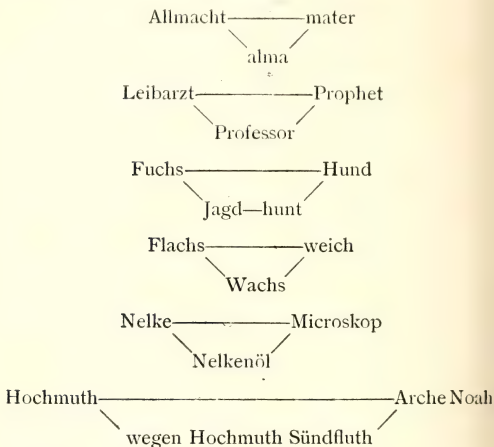 Allmacht mater
alma
Leibarzt Prophet
Professor
Fuchs Hund
Jagd—hunt
Flachs weich
Wachs
Nelke Microskop
Nelkenöl
Hochmuth Arche Noah
wegen Hochmuth Sündfluth